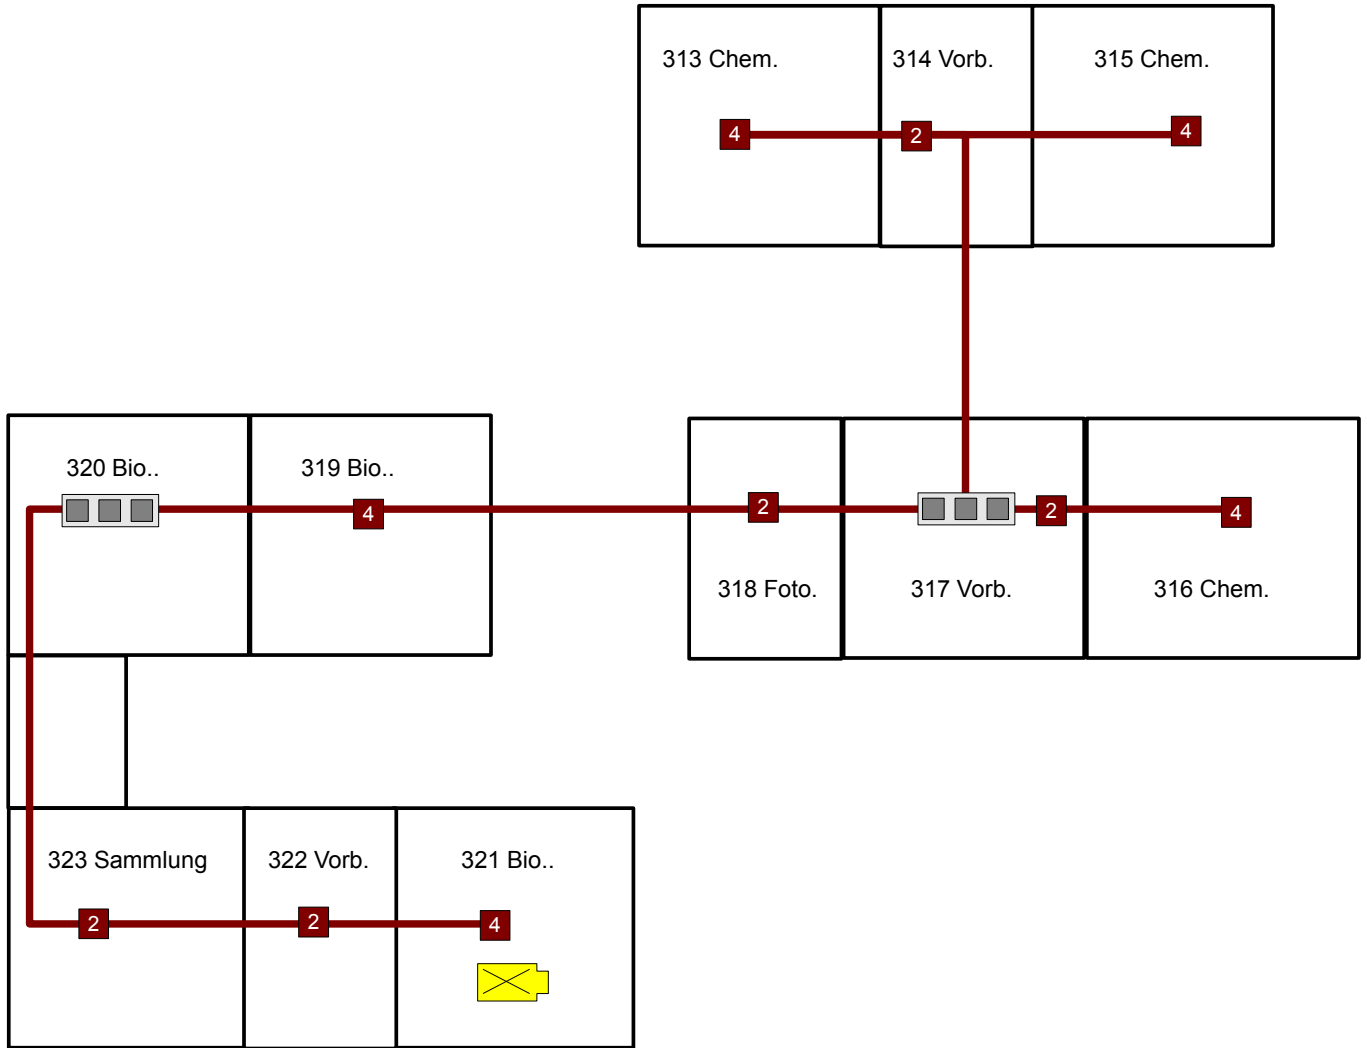 313 Chem.
314 Vorb.
315 Chem.
4
2
4
320 Bio..
319 Bio..
4
2
2
4
318 Foto.
317 Vorb.
316 Chem.
323 Sammlung
322 Vorb.
321 Bio..
2
2
4